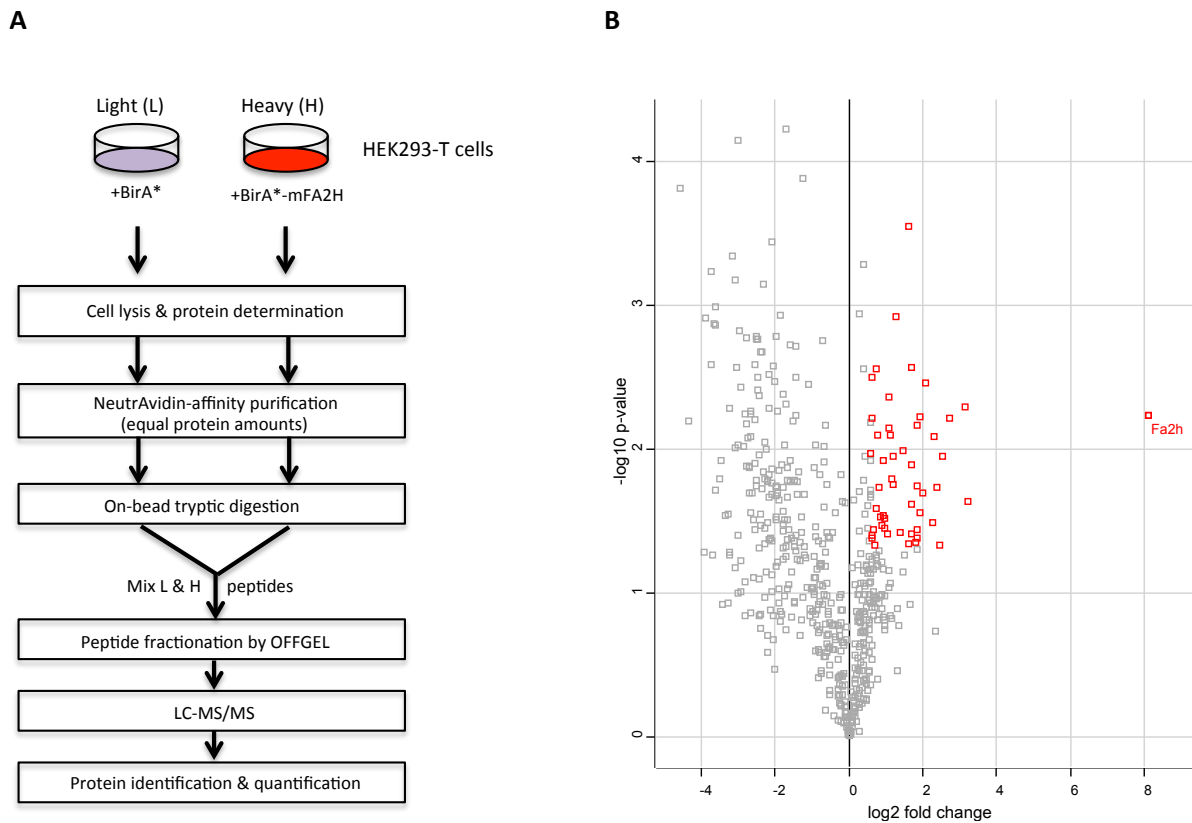 A
Light (L)
Heavy (H)
HEK293-T cells
+BirA*
+BirA*-mFA2H
Cell lysis & protein determination
NeutrAvidin-affinity purification
(equal protein amounts)
On-bead tryptic digestion
Mix L & H peptides
Peptide fractionation by OFFGEL
LC-MS/MS
Protein identification & quantification
B
-log10 p-value
4
3
2
1
0
Fa2h
-4 -2 0 2 4 6 8
log2 fold change